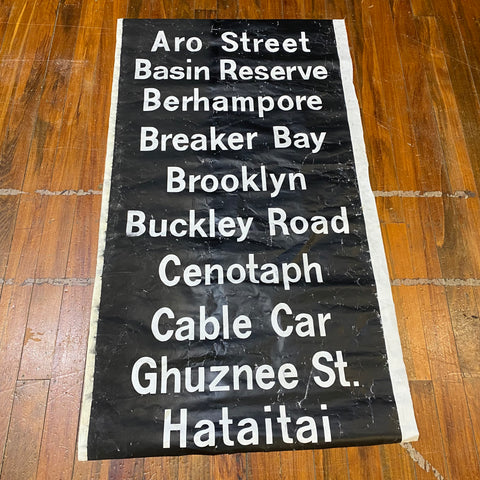 Aro Street
Basin Reserve
Berhampore
Breaker Bay
Brooklyn
Buckley Road
Cenotaph
Cable Car
Ghuznee St.
Hataitai